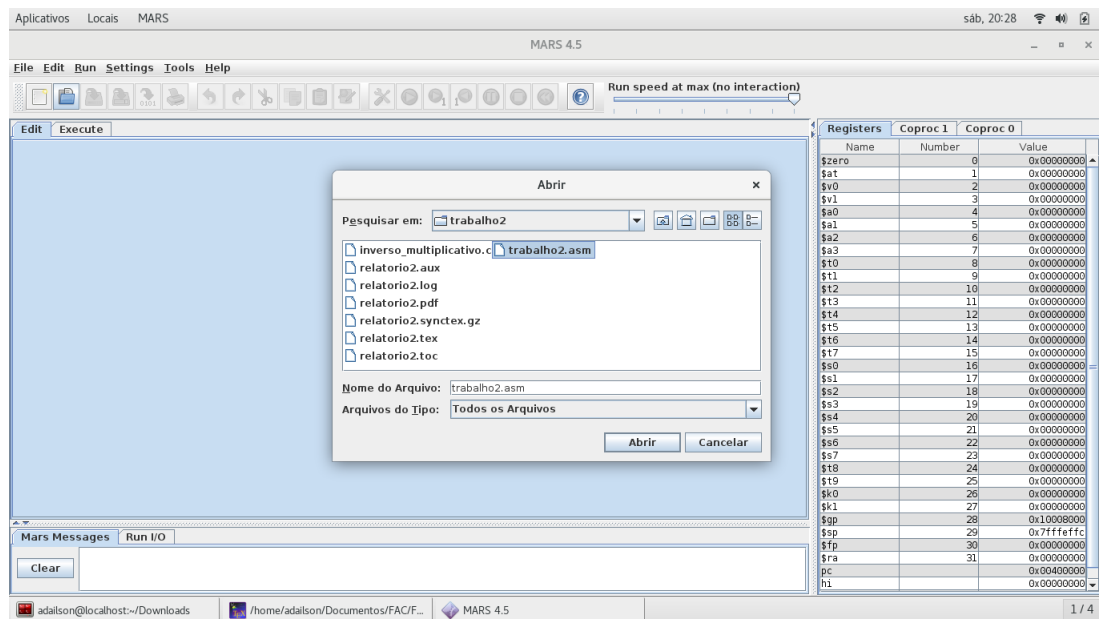 Aplicativos Locais MARS sáb, 20:28
MARS 4.5
File Edit Run Settings Tools Help
Run speed at max (no interaction)
Edit Execute
Registers Coproc 1 Coproc 0
Name Number Value
$zero 0 0x00000000
$at 1 0x00000000
$v0 2 0x00000000
$v1 3 0x00000000
$a0 4 0x00000000
$a1 5 0x00000000
$a2 6 0x00000000
$a3 7 0x00000000
$t0 8 0x00000000
$t1 9 0x00000000
$t2 10 0x00000000
$t3 11 0x00000000
$t4 12 0x00000000
$t5 13 0x00000000
$t6 14 0x00000000
$t7 15 0x00000000
$s0 16 0x00000000
$s1 17 0x00000000
$s2 18 0x00000000
$s3 19 0x00000000
$s4 20 0x00000000
$s5 21 0x00000000
$s6 22 0x00000000
$s7 23 0x00000000
$t8 24 0x00000000
$t9 25 0x00000000
$k0 26 0x00000000
$k1 27 0x00000000
$gp 28 0x10008000
$sp 29 0x7fffeffc
$fp 30 0x00000000
$ra 31 0x00000000
pc 0x00400000
hi 0x00000000
Abrir
Pesquisar em: trabalho2
inverso_multiplicativo.c trabalho2.asm
relatorio2.aux
relatorio2.log
relatorio2.pdf
relatorio2.synctex.gz
relatorio2.tex
relatorio2.toc
Nome do Arquivo: trabalho2.asm
Arquivos do Tipo: Todos os Arquivos
Abrir Cancelar
Mars Messages Run I/O
Clear
adailson@localhost:~/Downloads /home/adailson/Documentos/FAC/F... MARS 4.5 1 / 4